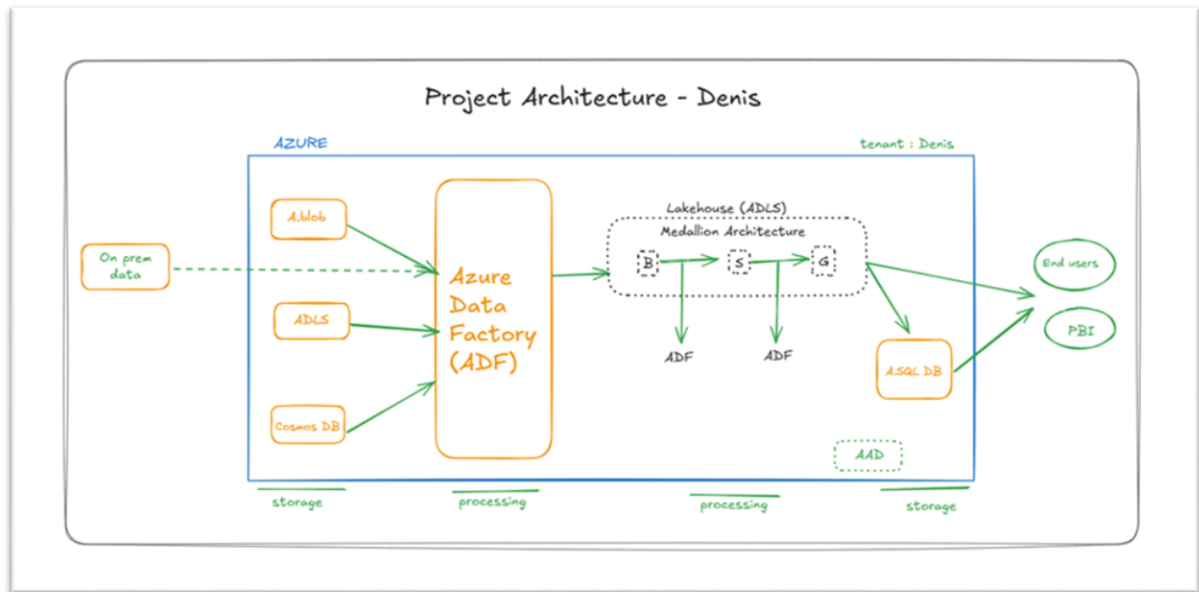 Project Architecture - Denis
AZURE
tenant : Denis
A.blob
On prem
data
ADLS
Cosmos DB
Azure
Data
Factory
(ADF)
Lakehouse (ADLS)
Medallion Architecture
B
S
G
ADF
ADF
A.SQL DB
AAD
End users
PBI
storage
processing
processing
storage